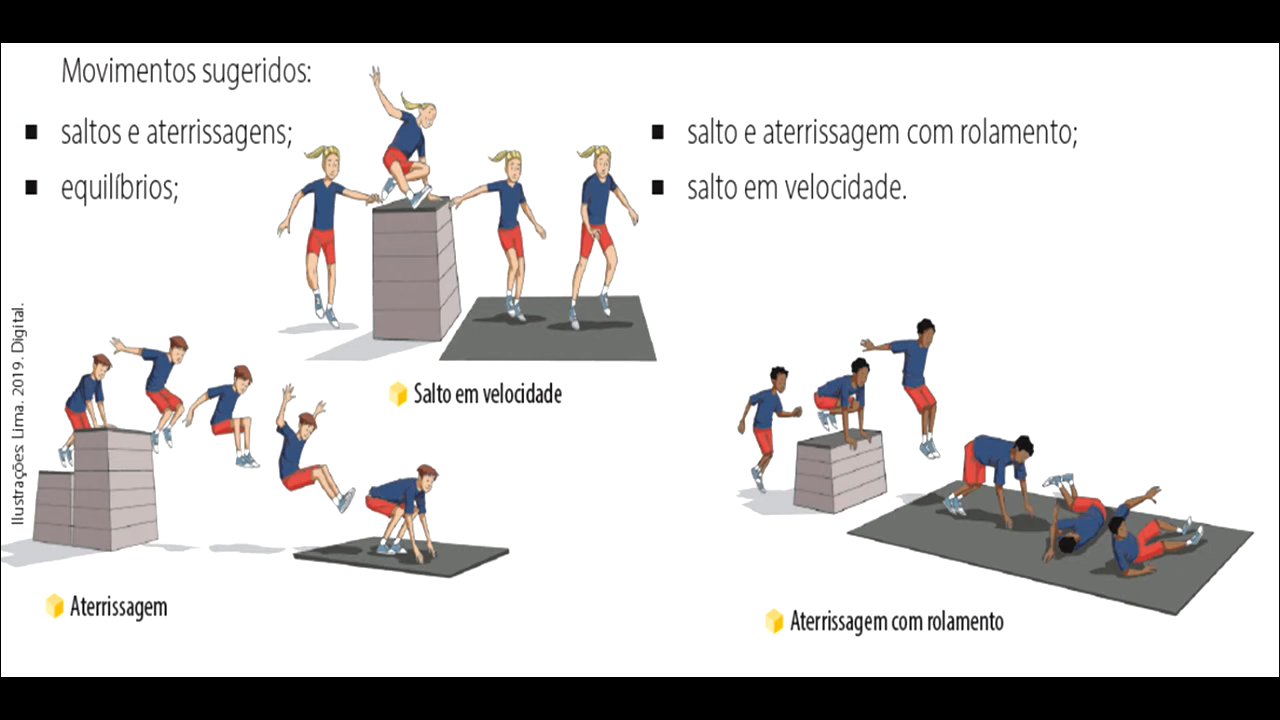 Movimentos sugeridos:
■ saltos e aterrissagens;
■ equilíbrios;
■ salto e aterrissagem com rolamento;
■ salto em velocidade.
Salto em velocidade
Aterrissagem
Aterrissagem com rolamento
Ilustrações: Lima. 2019. Digital.